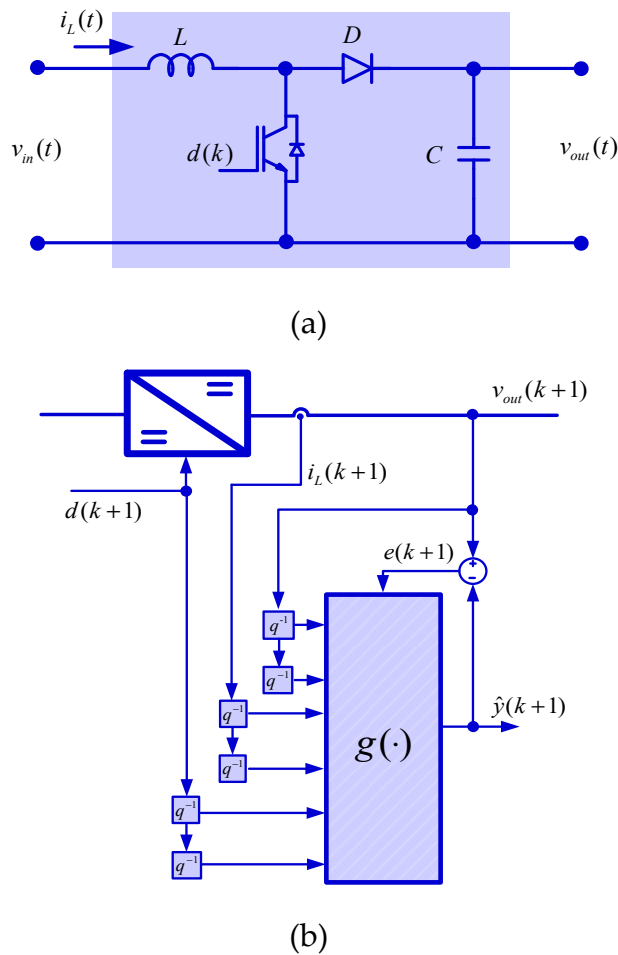 i_L(t)
L
D
v_in(t)
d(k)
C
v_out(t)
(a)
v_out(k+1)
i_L(k+1)
d(k+1)
e(k+1)
+
-
q^-1
q^-1
q^-1
ŷ(k+1)
g(·)
q^-1
q^-1
q^-1
(b)